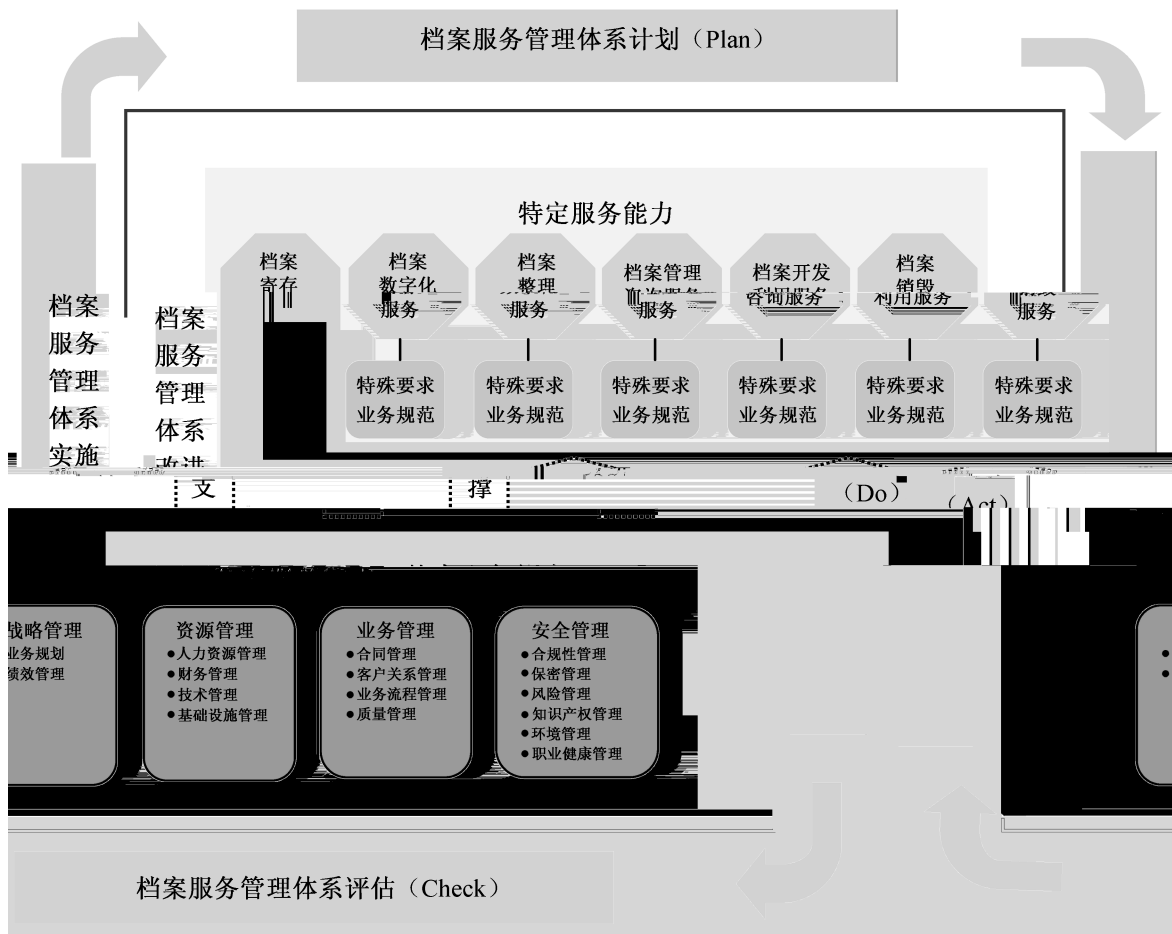 档案服务管理体系计划（Plan）
特定服务能力
档案
寄存
档案
数字化
服务
档案
整理
服务
档案管理
服务
档案开发
咨询服务
档案
销毁
利用服务
服务
档案
服务
管理
体系
实施
档案
服务
管理
体系
改进
特殊要求
业务规范
特殊要求
业务规范
特殊要求
业务规范
特殊要求
业务规范
特殊要求
业务规范
特殊要求
业务规范
支
撑
（Do）
（Act）
战略管理
业务规划
绩效管理
资源管理
●人力资源管理
●财务管理
●技术管理
●基础设施管理
业务管理
●合同管理
●客户关系管理
●业务流程管理
●质量管理
安全管理
●合规性管理
●保密管理
●风险管理
●知识产权管理
●环境管理
●职业健康管理
档案服务管理体系评估（Check）